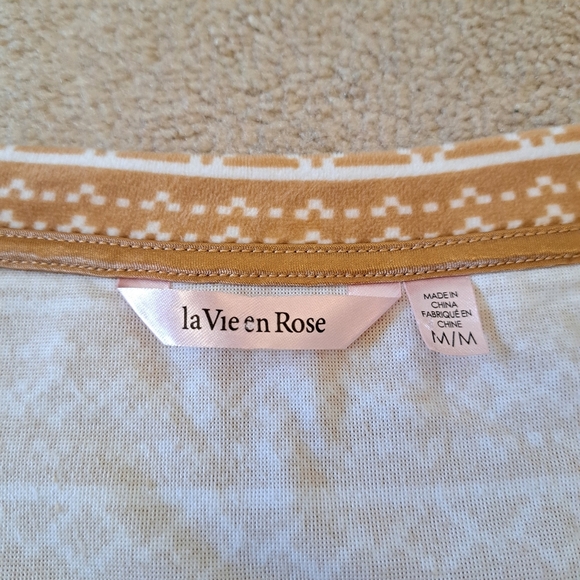 la Vie en Rose
MADE IN
CHINA
FABRIQUÉ EN
CHINE
M/M